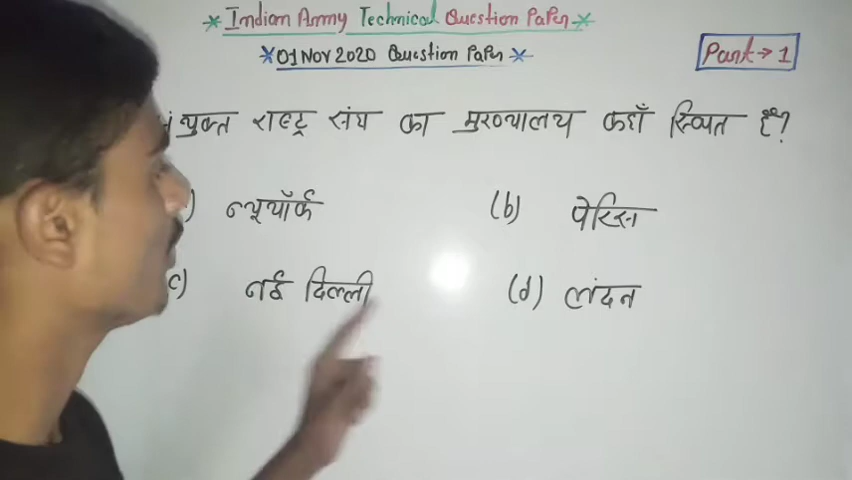 Indian Army Technical Question Paper
01 Nov 2020 Question Paper
Part → 1
संयुक्त राष्ट्र संघ का मुख्यालय कहाँ स्थित है?
) न्यूयॉर्क (b) पेरिस
c) नई दिल्ली (d) लंदन